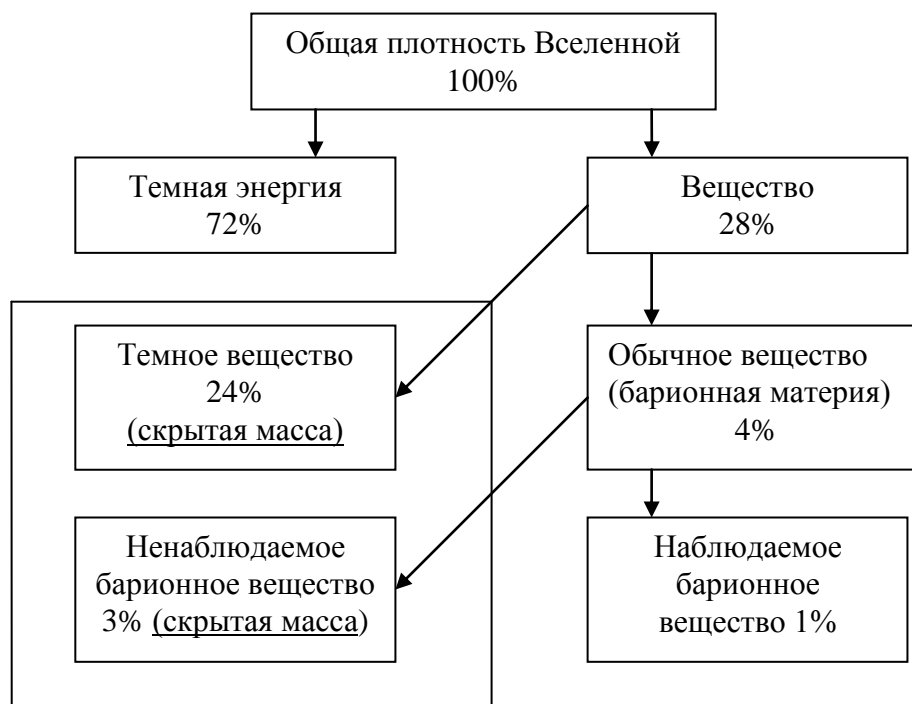 Общая плотность Вселенной
100%
Темная энергия
72%
Вещество
28%
Темное вещество
24%
(скрытая масса)
Обычное вещество
(барионная материя)
4%
Ненаблюдаемое
барионное вещество
3% (скрытая масса)
Наблюдаемое
барионное
вещество 1%